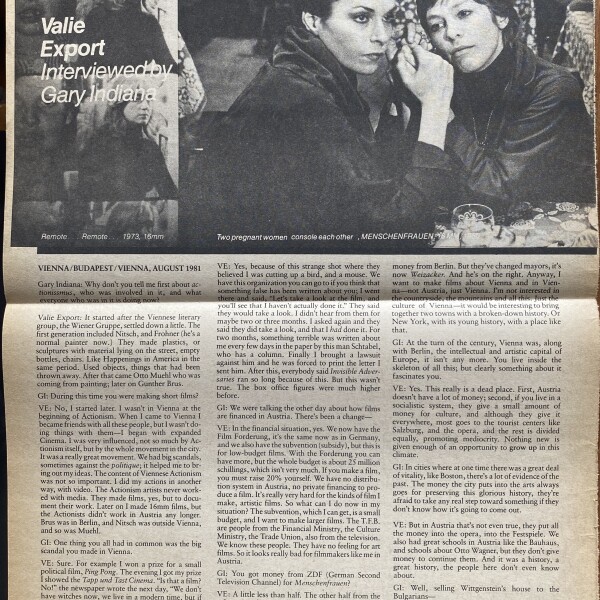 Valie
Export
Interviewed by
Gary Indiana
Remote... Remote... 1973, 16mm
Two pregnant women console each other , MENSCHENFRAUEN,
VIENNA/BUDAPEST/VIENNA, AUGUST 1981
Gary Indiana: Why don't you tell me first about ac-
tionismus, who was involved in it, and what
everyone who was in it is doing now?
Valie Export: It started after the Viennese literary
group, the Wiener Gruppe, settled down a little. The
first generation included Nitsch, and Frohner (he's a
normal painter now.) They made plastics, or
sculptures with material lying on the street, empty
bottles, chairs. Like Happenings in America in the
same period. Used objects, things that had been
thrown away. After that came Otto Muehl who was
coming from painting; later on Gunter Brus.
GI: During this time you were making short films?
VE: No, I started later. I wasn't in Vienna at the
beginning of Actionism. When I came to Vienna I
became friends with all these people, but I wasn't do-
ing things with them—I began with expanded
Cinema. I was very influenced, not so much by Ac-
tionism itself, but by the whole movement in the city.
It was a really great movement. We had big scandals,
sometimes against the politique; it helped me to bring
out my ideas. The content of Viennese Actionism
was not so important. I did my actions in another
way, with video. The Actionism artists never work-
ed with media. They made films, yes, but to docu-
ment their work. Later on I made 16mm films, but
the Actionists didn't work in Austria any longer.
Brus was in Berlin, and Nitsch was outside Vienna,
and so was Muehl.
GI: One thing you all had in common was the big
scandal you made in Vienna.
VE: Sure. For example I won a prize for a small
political film, Ping Pong. The evening I got my prize
I showed the Tapp und Tast Cinema. "Is that a film?
No!" the newspaper wrote the next day, "We don't
have witches now, we live in a modern time, but if
VE: Yes, because of this strange shot where they
believed I was cutting up a bird, and a mouse. We
have this organization you can go to if you think that
something false has been written about you; I went
there and said, "Let's take a look at the film, and
you'll see that I haven't actually done it." They said
they would take a look. I didn't hear from them for
maybe two or three months. I asked again and they
said they did take a look, and that I had done it. For
two months, something terrible was written about
me every few days in the paper by this man Schtabel,
who has a column. Finally I brought a lawsuit
against him and he was forced to print the letter I
sent him. After this, everybody said Invisible Adver-
saries ran so long because of this. But this wasn't
true. The box office figures were much higher
before.
GI: We were talking the other day about how films
are financed in Austria. There's been a change—
VE: In the financial situation, yes. We now have the
Film Forderung, it's the same now as in Germany,
and we also have the subvention (subsidy), but this is
for low-budget films. With the Forderung you can
have more, but the whole budget is about 25 million
schillings, which isn't very much. If you make a film,
you must raise 20% yourself. We have no distribu-
tion system in Austria, no private financing to pro-
duce a film. It's really very hard for the kinds of film I
make, artistic films. So what can I do now in my
situation? The subvention, which I can get, is a small
budget, and I want to make larger films. The T.F.B.
are people from the Financial Ministry, the Culture
Ministry, the Trade Union, also from the television.
We know these people. They have no feeling for art
films. So it looks really bad for filmmakers like me in
Austria.
GI: You got money from ZDF (German Second
Television Channel) for Menschenfrauen?
VE: A little less than half. The other half from the
money from Berlin. But they've changed mayors, it's
now Weizacker. And he's on the right. Anyway, I
want to make films about Vienna and in Vien-
na—not Austria, just Vienna. I'm not interested in
the countryside, the mountains and all this. Just the
culture of Vienna—it would be interesting to bring
together two towns with a broken-down history. Or
New York, with its young history, with a place like
that.
GI: At the turn of the century, Vienna was, along
with Berlin, the intellectual and artistic capital of
Europe, it isn't any more. You live inside the
skeleton of all this; but clearly something about it
fascinates you.
VE: Yes. This really is a dead place. First, Austria
doesn't have a lot of money; second, if you live in a
socialistic system, they give a small amount of
money for culture, and although they give it
everywhere, most goes to the tourist centers like
Salzburg, and the opera, and the rest is divided
equally, promoting mediocrity. Nothing new is
given enough of an opportunity to grow up in this
climate.
GI: In cities where at one time there was a great deal
of vitality, like Boston, there's a lot of evidence of the
past. The money the city puts into the arts always
goes for preserving this glorious history, they're
afraid to take any real step toward something if they
don't know how it's going to come out.
VE: But in Austria that's not even true, they put all
the money into the opera, into the Festspiele. We
also had great schools in Austria like the Bauhaus,
and schools about Otto Wagner, but they don't give
money to continue them. And it was a history, a
great history, the people here don't even know
about.
GI: Well, selling Wittgenstein's house to the
Bulgarians—